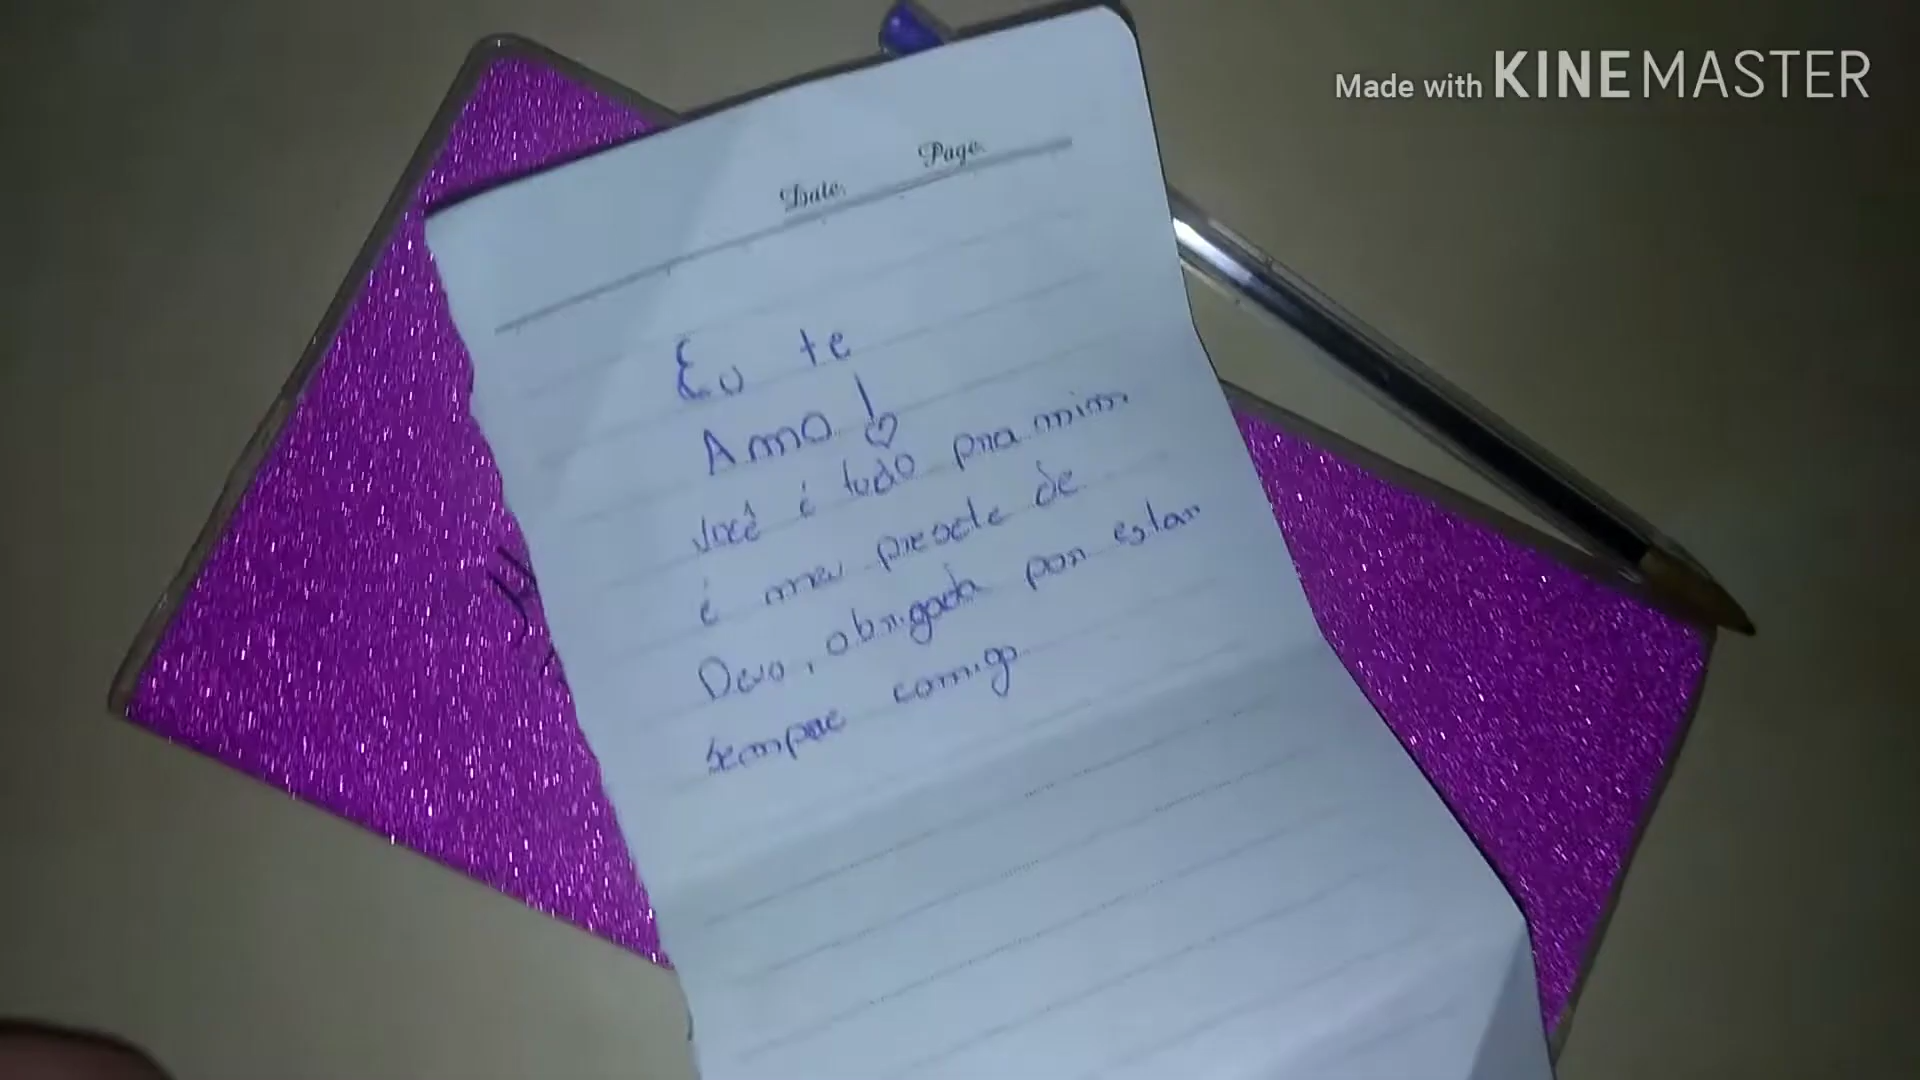 Made with KINEMASTER
Date. Page.
Eu te
Amo!
Você é tudo pra mim
é meu presete de
Deus, obrigada por estar
sempre comigo